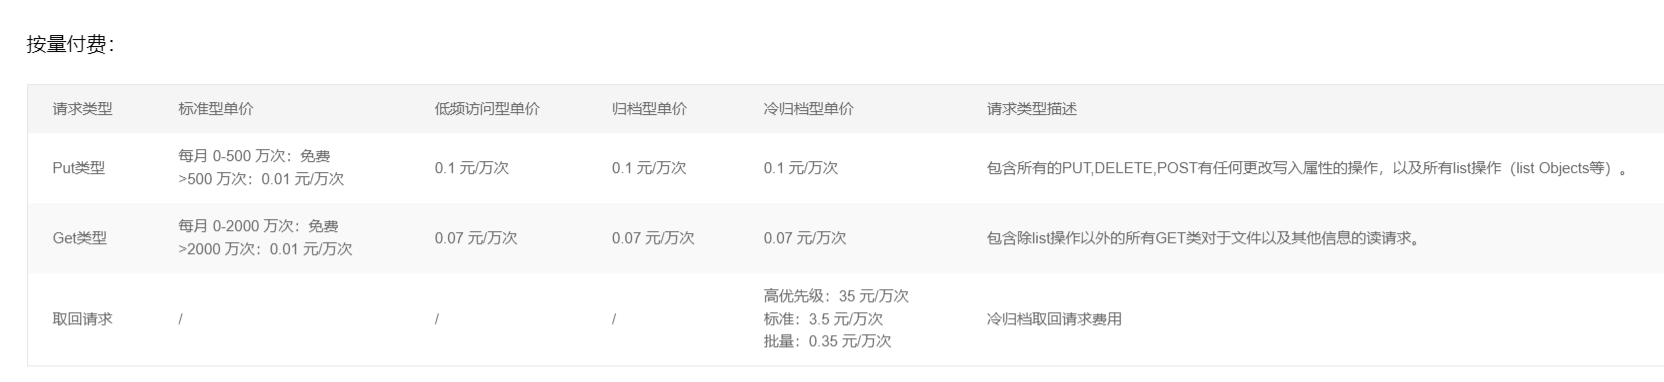 按量付费：
请求类型 标准型单价 低频访问型单价 归档型单价 冷归档型单价 请求类型描述
Put类型 每月 0-500 万次：免费 0.1 元/万次 0.1 元/万次 0.1 元/万次 包含所有的PUT,DELETE,POST有任何更改写入属性的操作，以及所有list操作（list Objects等）。
>500 万次：0.01 元/万次
Get类型 每月 0-2000 万次：免费 0.07 元/万次 0.07 元/万次 0.07 元/万次 包含除list操作以外的所有GET类对于文件以及其他信息的读请求。
>2000 万次：0.01 元/万次
取回请求 / / / 高优先级：35 元/万次 冷归档取回请求费用
标准：3.5 元/万次
批量：0.35 元/万次